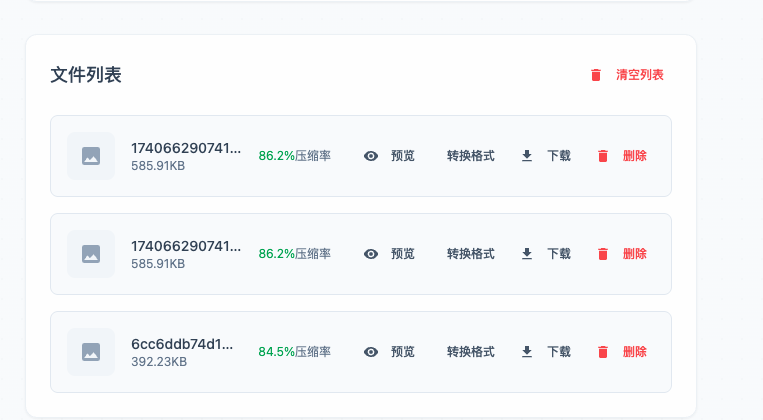 文件列表
清空列表
174066290741... 86.2%压缩率 预览 转换格式 下载 删除
585.91KB
174066290741... 86.2%压缩率 预览 转换格式 下载 删除
585.91KB
6cc6ddb74d1... 84.5%压缩率 预览 转换格式 下载 删除
392.23KB